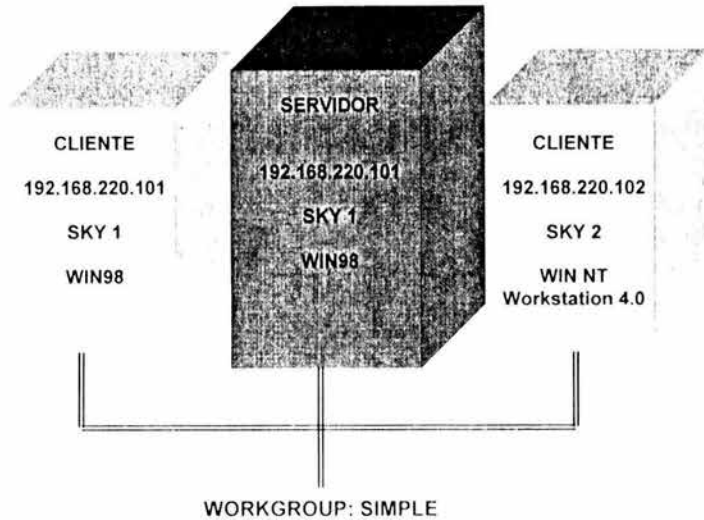 CLIENTE
192.168.220.101
SKY 1
WIN98
SERVIDOR
192.168.220.101
SKY 1
WIN98
CLIENTE
192.168.220.102
SKY 2
WIN NT
Workstation 4.0
WORKGROUP: SIMPLE